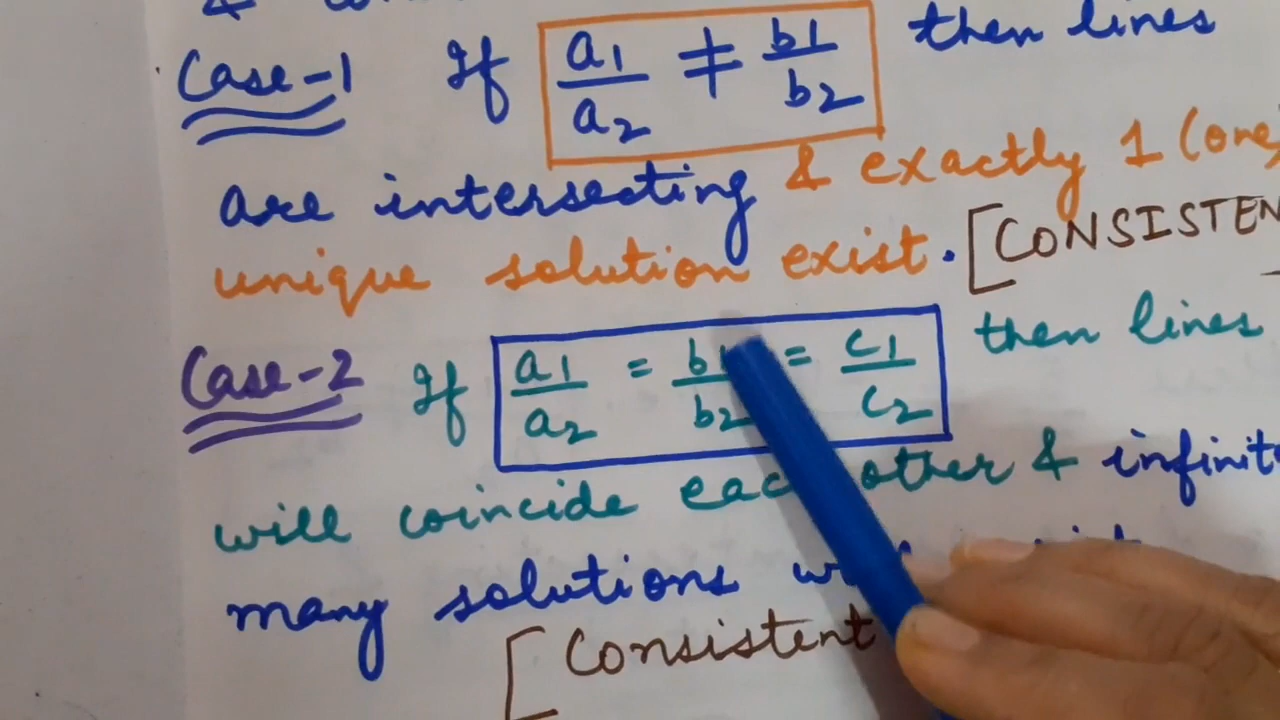 Case-1 If a1/a2 ≠ b1/b2 then lines
are intersecting & exactly 1 (one)
unique solution exist. [CONSISTEN
Case-2 If a1/a2 = b1/b2 = c1/c2 then lines
will coincide each other & infinite
many solutions
[Consistent